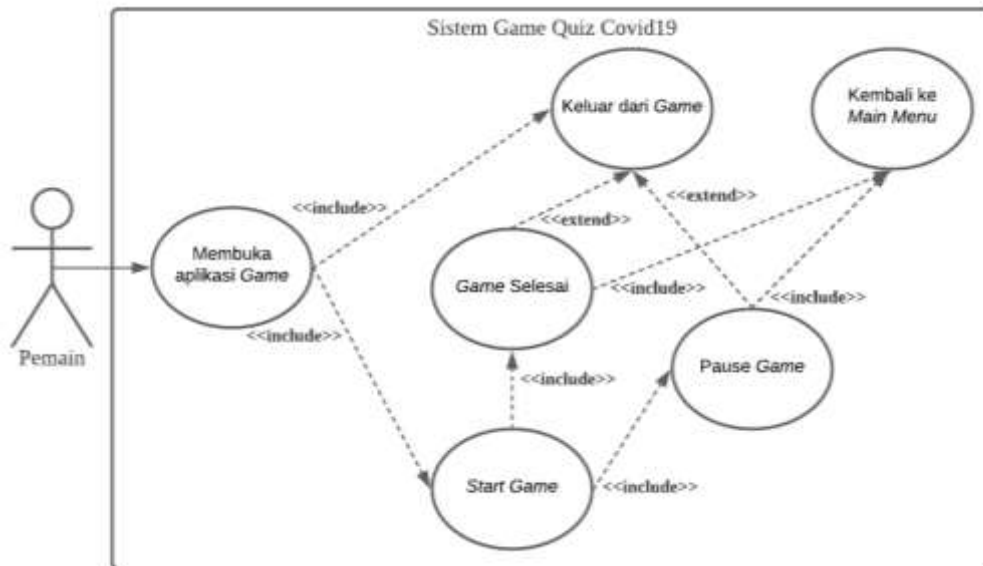 Sistem Game Quiz Covid19
Keluar dari Game
Kembali ke
Main Menu
<<include>>
<<extend>>
<<extend>>
Membuka
aplikasi Game
Game Selesai
<<include>>
<<include>>
<<include>>
Pemain
Pause Game
<<include>>
Start Game
<<include>>